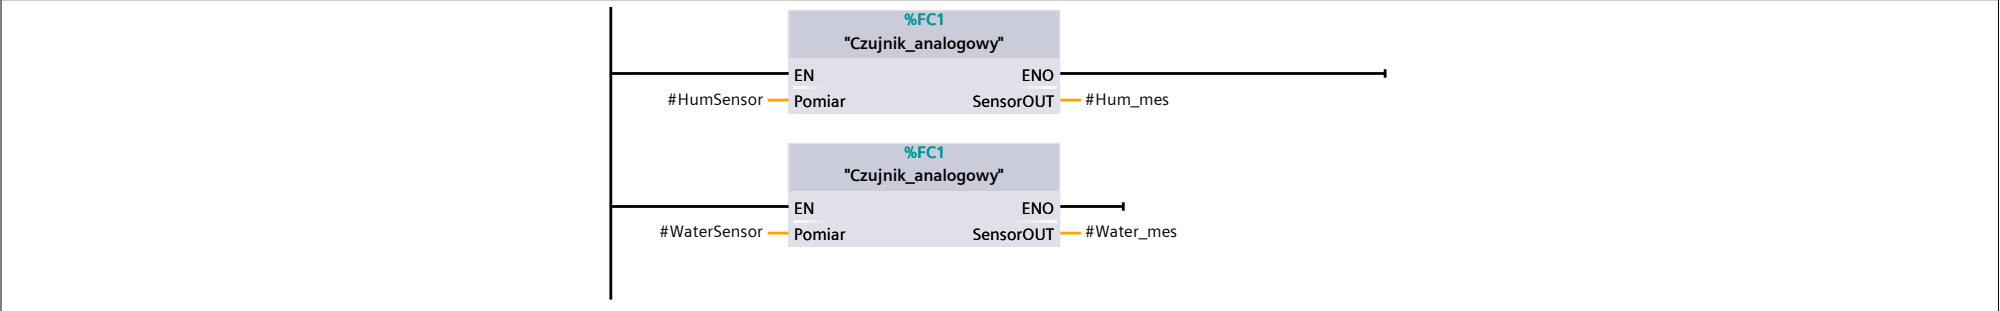 %FC1
"Czujnik_analogowy"
EN ENO
#HumSensor Pomiar SensorOUT #Hum_mes
%FC1
"Czujnik_analogowy"
EN ENO
#WaterSensor Pomiar SensorOUT #Water_mes